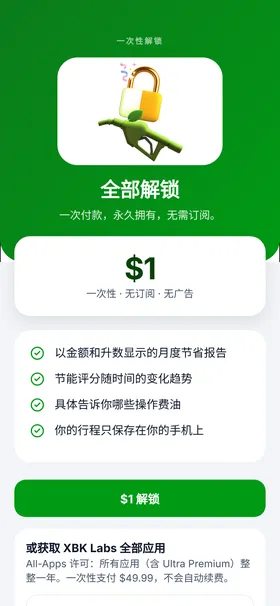 一次性解锁
全部解锁
一次付款，永久拥有，无需订阅。
$1
一次性 · 无订阅 · 无广告
以金额和升数显示的月度节省报告
节能评分随时间的变化趋势
具体告诉你哪些操作费油
你的行程只保存在你的手机上
$1 解锁
或获取 XBK Labs 全部应用
All-Apps 许可：所有应用（含 Ultra Premium）整
整一年。一次性支付 $49.99，不会自动续费。